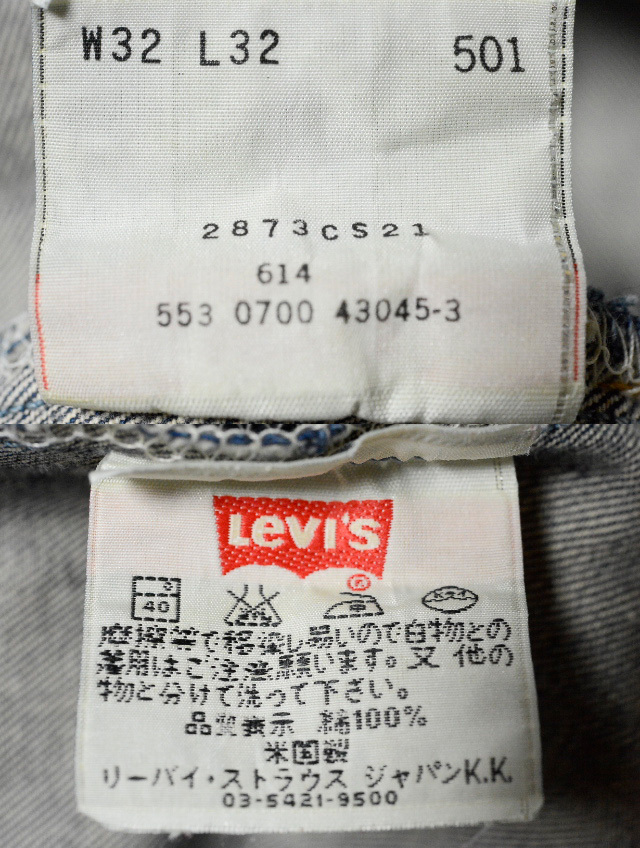 W32 L32 501
2873CS21
614
553 0700 43045-3
Levi's
®
40
摩擦等で移染し易いので白物との
着用はご注意願います。又 他の
物と分けて洗って下さい。
品質表示 綿100%
米国製
リーバイ・ストラウス ジャパンK.K.
03-5421-9500